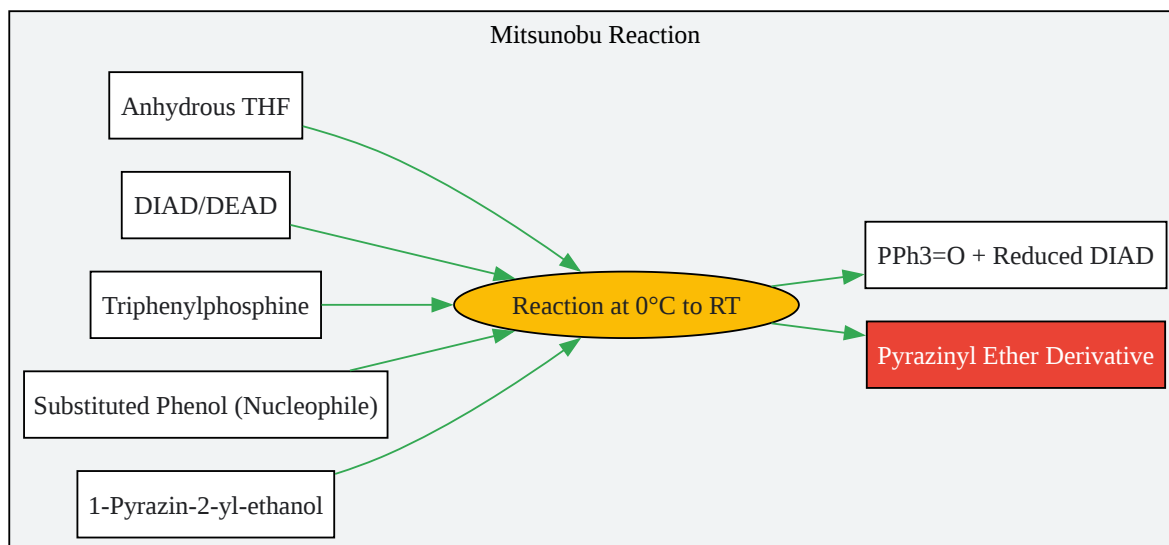 Mitsunobu Reaction
Anhydrous THF
DIAD/DEAD
Triphenylphosphine
Substituted Phenol (Nucleophile)
1-Pyrazin-2-yl-ethanol
Reaction at 0°C to RT
PPh3=O + Reduced DIAD
Pyrazinyl Ether Derivative